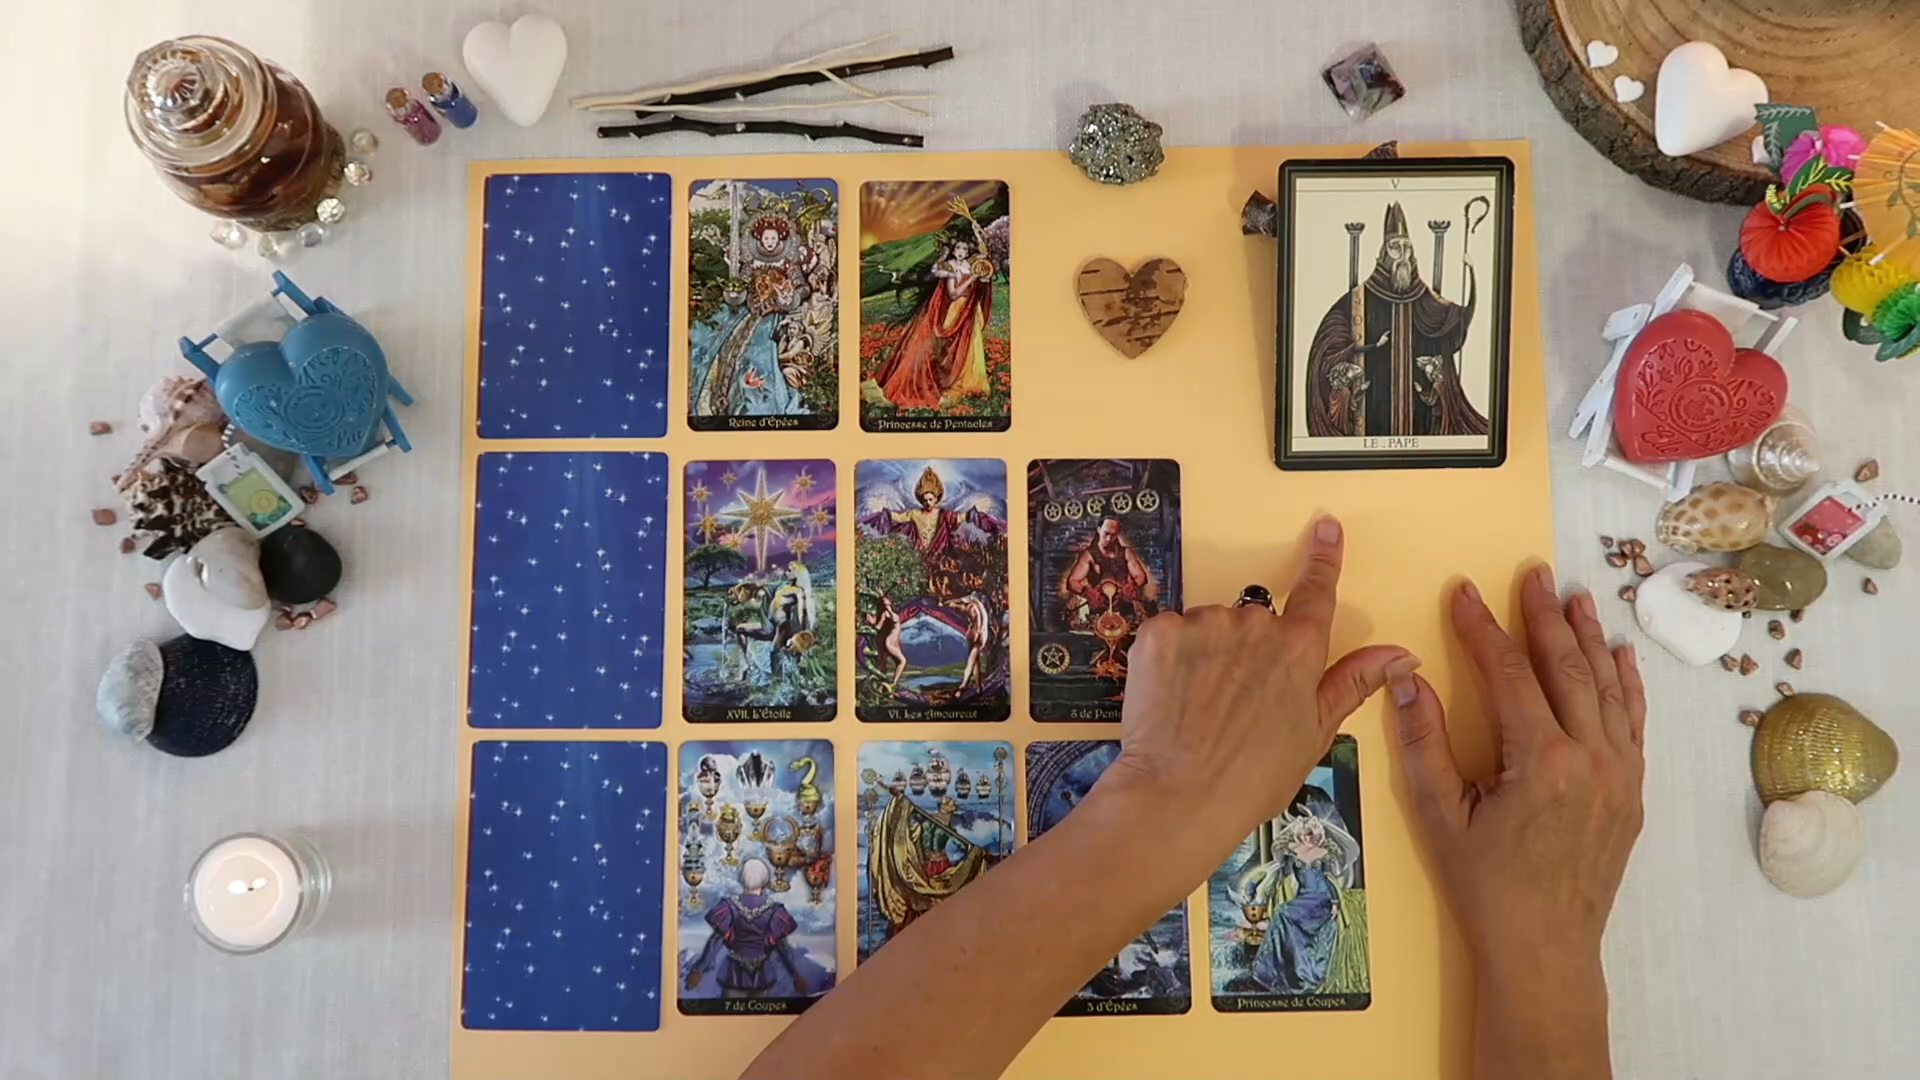 Reine d'Épées
Princesse de Pentacles
V
LE . PAPE
XVII. L'Étoile
VI. Les Amoureux
7 de Coupes
3 d'Épées
Princesse de Coupes